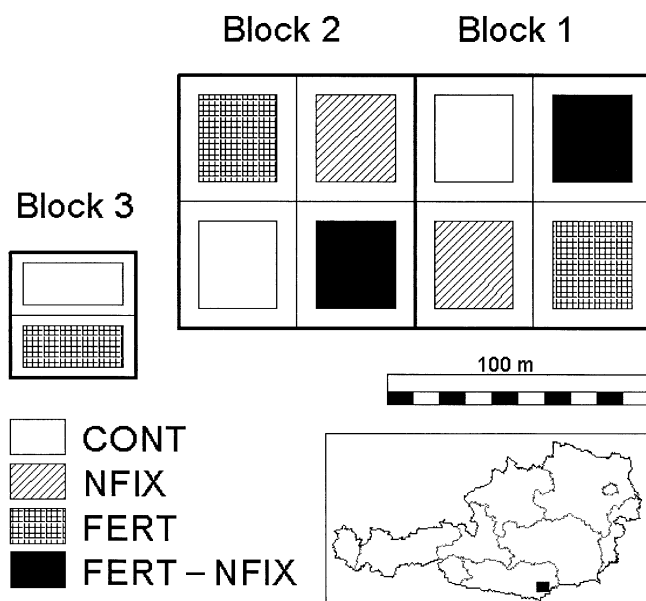 Block 2 Block 1
Block 3
100 m
CONT
NFIX
FERT
FERT – NFIX